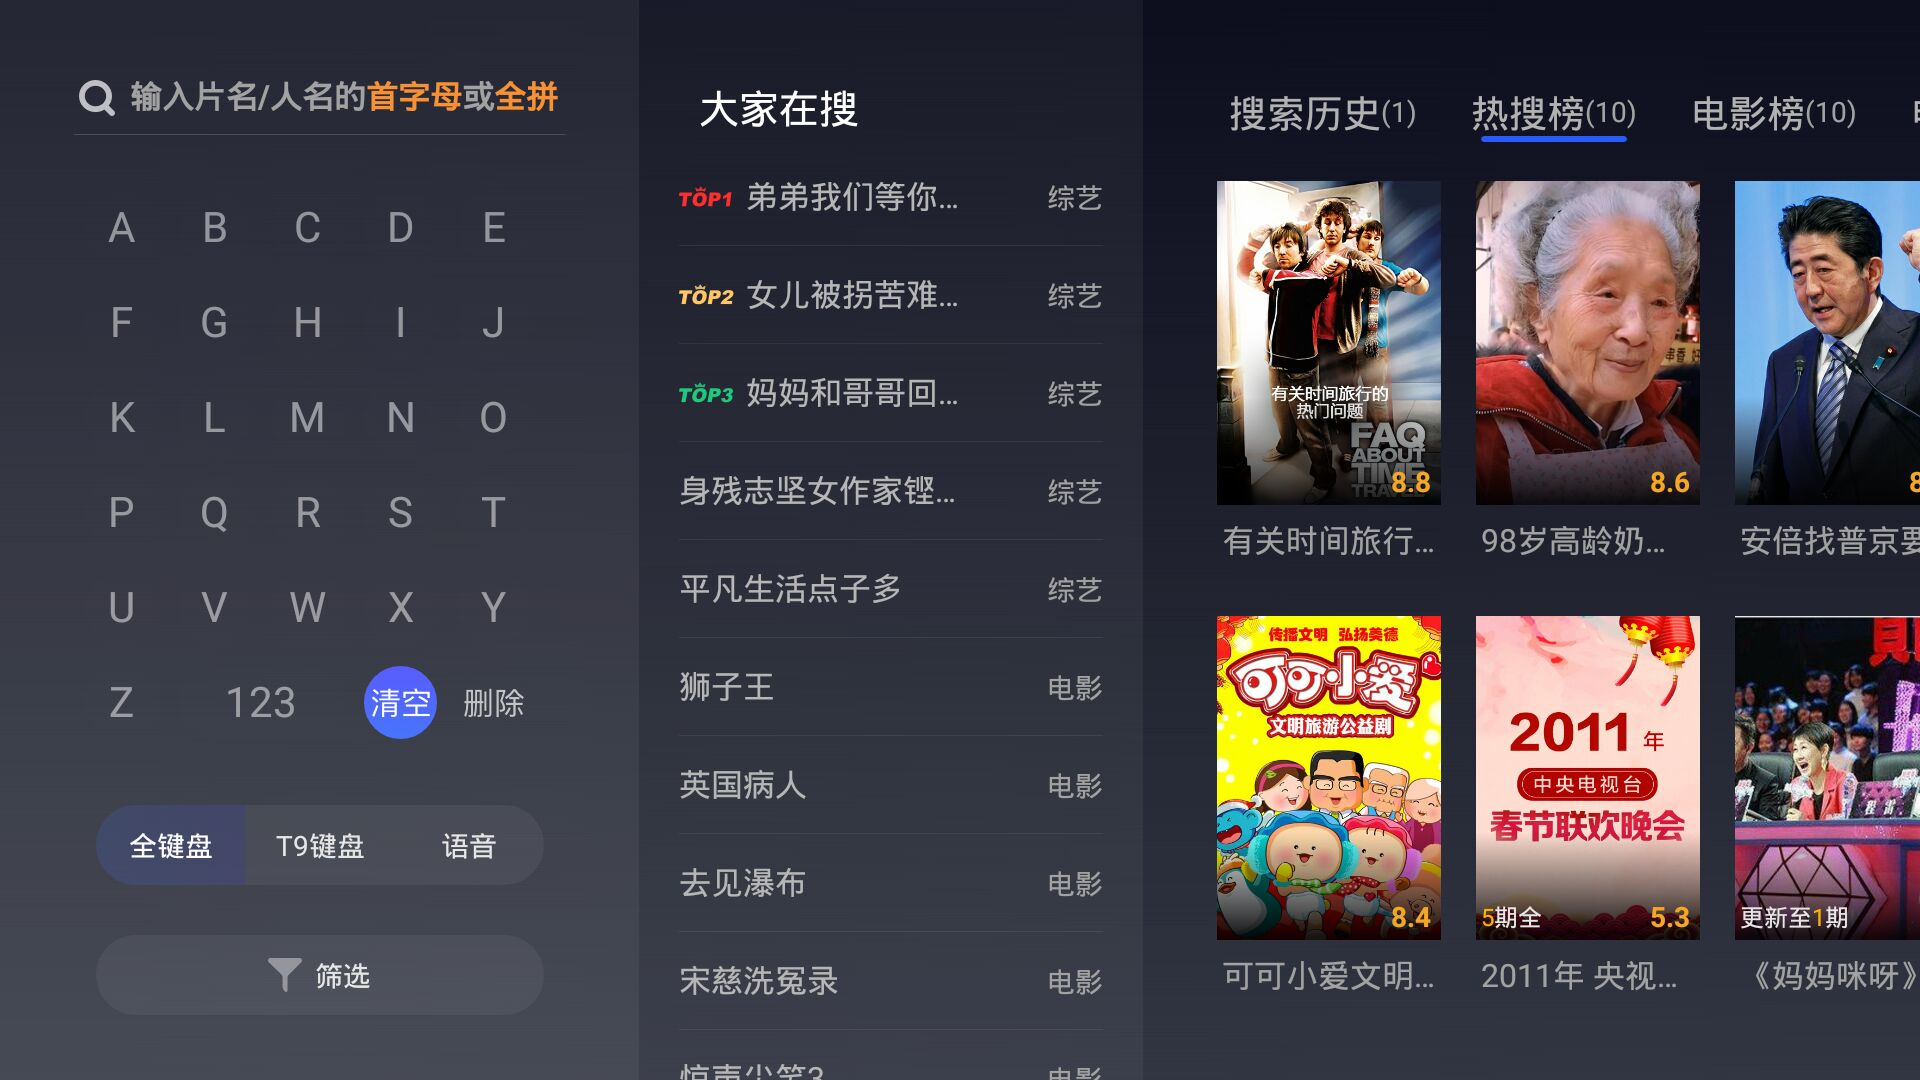 输入片名/人名的首字母或全拼
A B C D E
F G H I J
K L M N O
P Q R S T
U V W X Y
Z 123 清空 删除
全键盘 T9键盘 语音
筛选
大家在搜
TOP1 弟弟我们等你... 综艺
TOP2 女儿被拐苦难... 综艺
TOP3 妈妈和哥哥回... 综艺
身残志坚女作家铿... 综艺
平凡生活点子多 综艺
狮子王 电影
英国病人 电影
去见瀑布 电影
宋慈洗冤录 电影
惊声尖笑3 电影
搜索历史(1) 热搜榜(10) 电影榜(10)
有关时间旅行的
热门问题
FAQ
ABOUT
TIME
TRAVEL
8.8
8.6
有关时间旅行... 98岁高龄奶... 安倍找普京要
传播文明 弘扬美德
可可小爱
文明旅游公益剧
8.4
2011年
中央电视台
春节联欢晚会
5期全 5.3
更新至1期
可可小爱文明... 2011年 央视... 《妈妈咪呀》